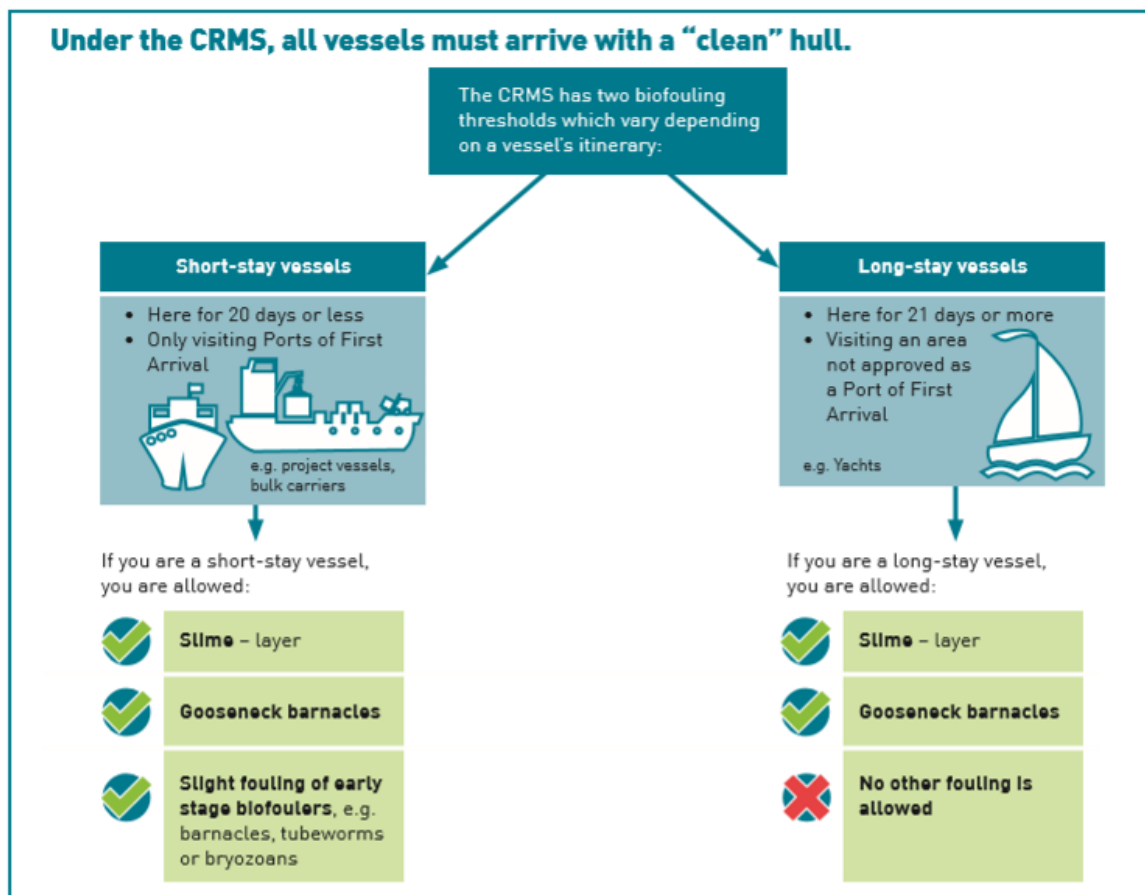 Under the CRMS, all vessels must arrive with a “clean” hull.
The CRMS has two biofouling
thresholds which vary depending
on a vessel’s itinerary:
Short-stay vessels
• Here for 20 days or less
• Only visiting Ports of First
Arrival
e.g. project vessels,
bulk carriers
If you are a short-stay vessel,
you are allowed:
Slime – layer
Gooseneck barnacles
Slight fouling of early
stage biofoulers, e.g.
barnacles, tubeworms
or bryozoans
Long-stay vessels
• Here for 21 days or more
• Visiting an area
not approved as
a Port of First
Arrival
e.g. Yachts
If you are a long-stay vessel,
you are allowed:
Slime – layer
Gooseneck barnacles
No other fouling is
allowed